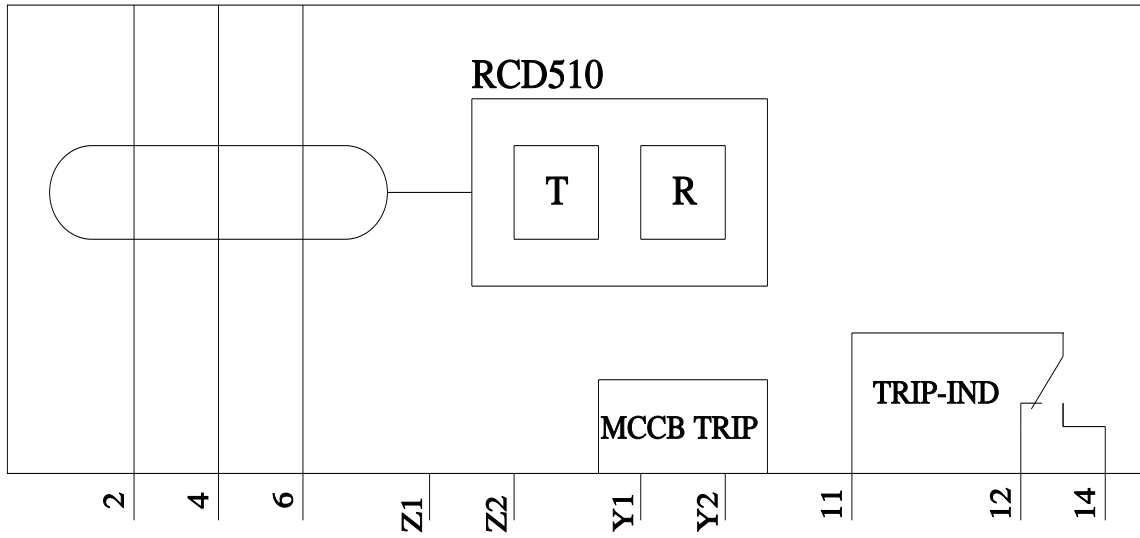 RCD510
T R
TRIP-IND
MCCB TRIP
2 4 6 Z1 Z2 Y1 Y2 11 12 14